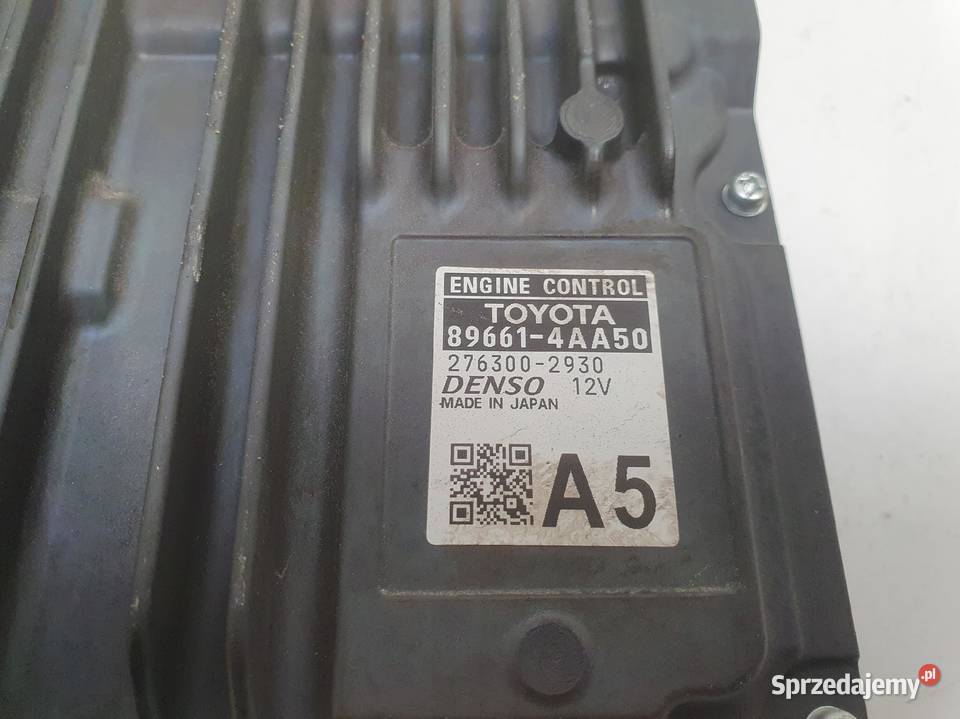 ENGINE CONTROL
TOYOTA
89661-4AA50
276300-2930
DENSO 12V
MADE IN JAPAN
A5
Sprzedajemy.pl